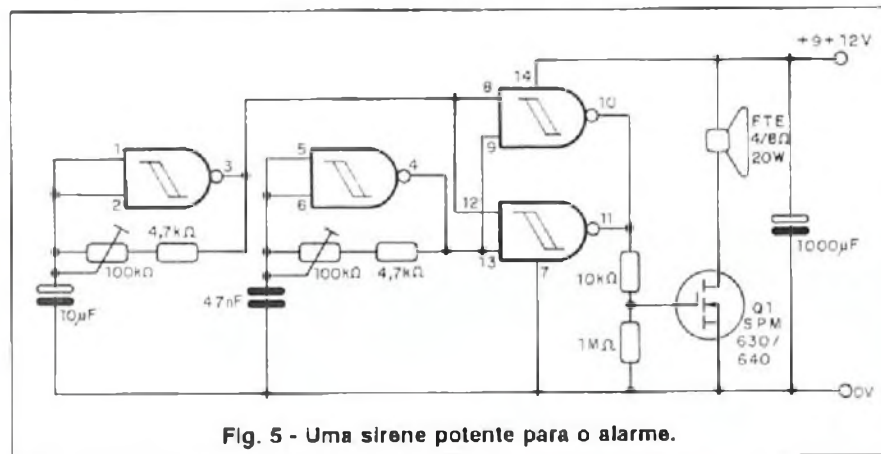 +9+12V
14
8
10
9
1
3
2
5
4
6
12
11
13
7
FTE
4/8Ω
20W
4,7kΩ
100kΩ
10µF
4,7kΩ
100kΩ
47nF
10kΩ
1MΩ
Q1
SPM
630/
640
1000µF
0V
Fig. 5 - Uma sirene potente para o alarme.